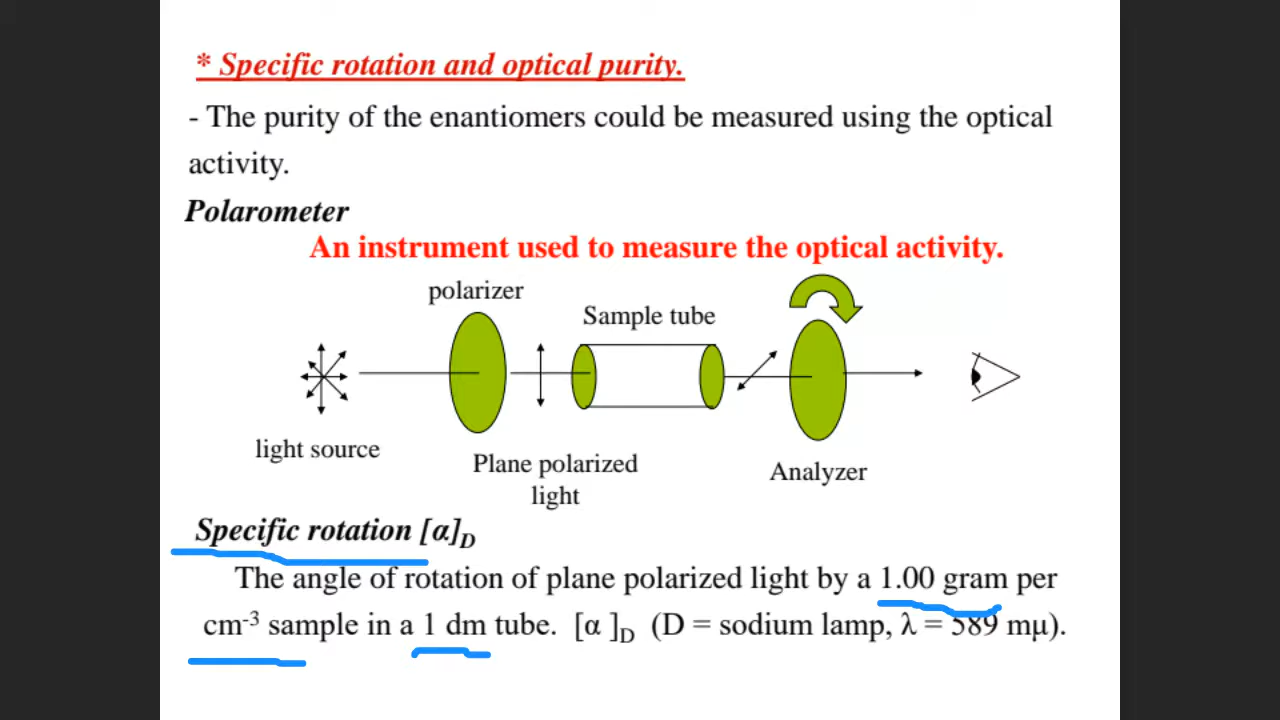 * Specific rotation and optical purity.
- The purity of the enantiomers could be measured using the optical
activity.
Polarometer
An instrument used to measure the optical activity.
polarizer
Sample tube
light source
Plane polarized
light
Analyzer
Specific rotation [α]D
The angle of rotation of plane polarized light by a 1.00 gram per
cm-3 sample in a 1 dm tube. [α ]D (D = sodium lamp, λ = 589 mμ).